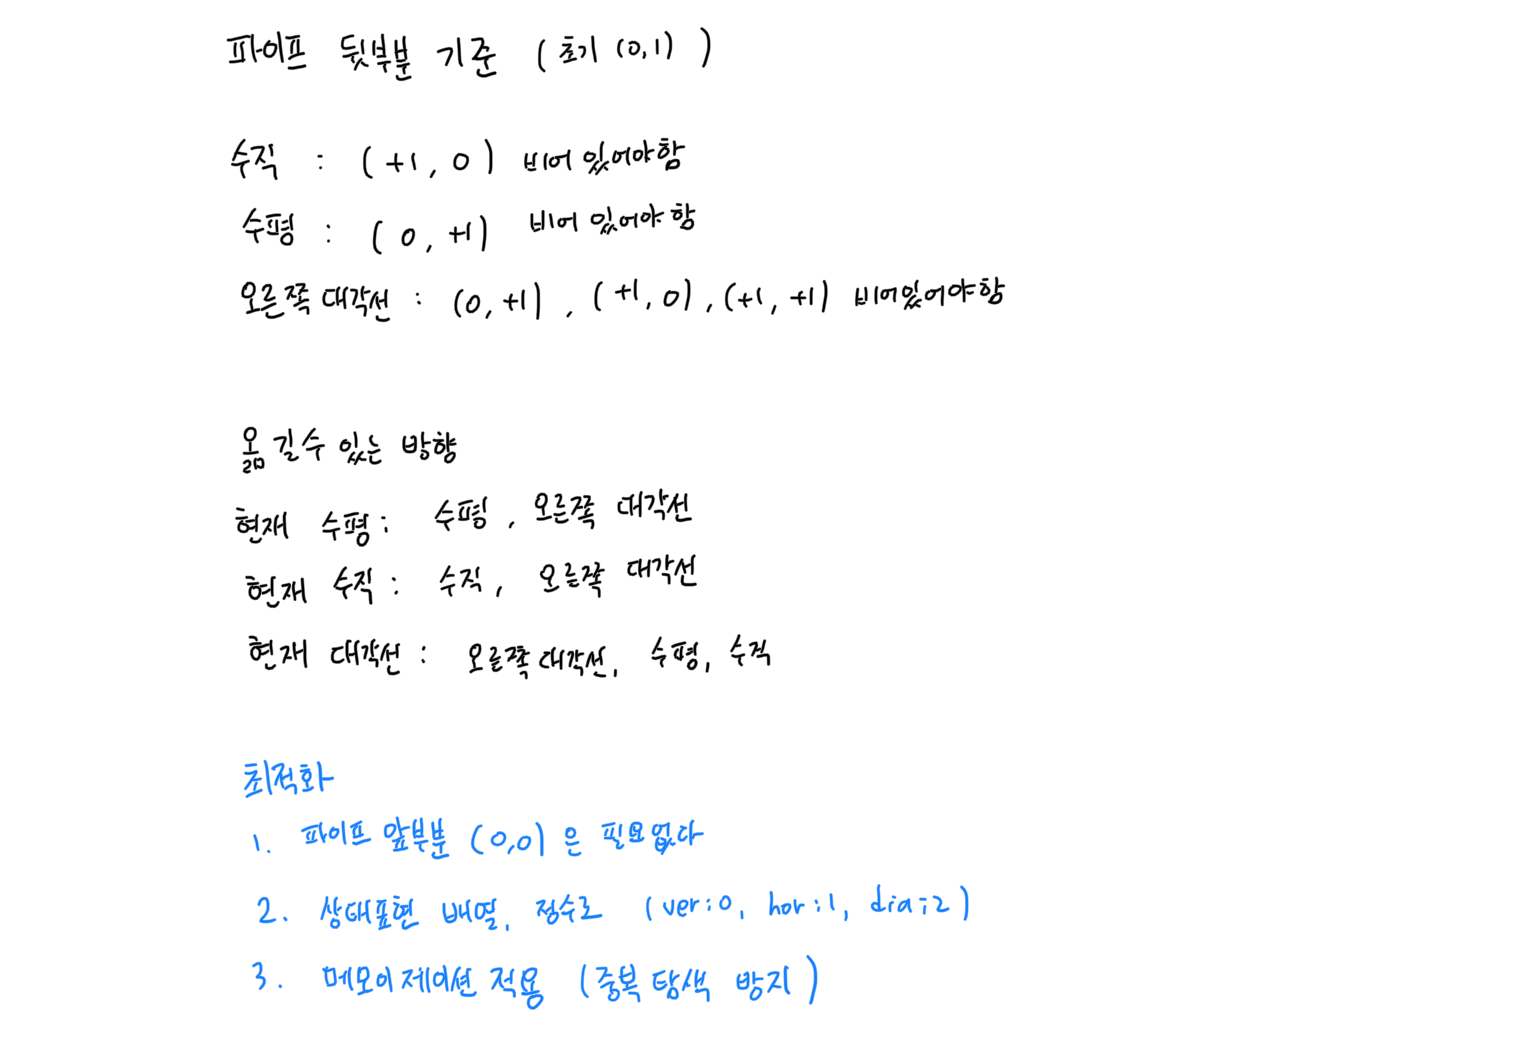 파이프 뒷부분 기준 (초기 (0,1))
수직 : (+1, 0) 비어 있어야함
수평 : (0, +1) 비어 있어야함
오른쪽 대각선 : (0, +1), (+1, 0), (+1, +1) 비어있어야함
옮길수 있는 방향
현재 수평 : 수평, 오른쪽 대각선
현재 수직 : 수직, 오른쪽 대각선
현재 대각선 : 오른쪽 대각선, 수평, 수직
최적화
1. 파이프 앞부분 (0,0)은 필요없다
2. 상태표현 배열, 정수로 (ver:0, hor:1, dia:2)
3. 메모이제이션 적용 (중복 탐색 방지)